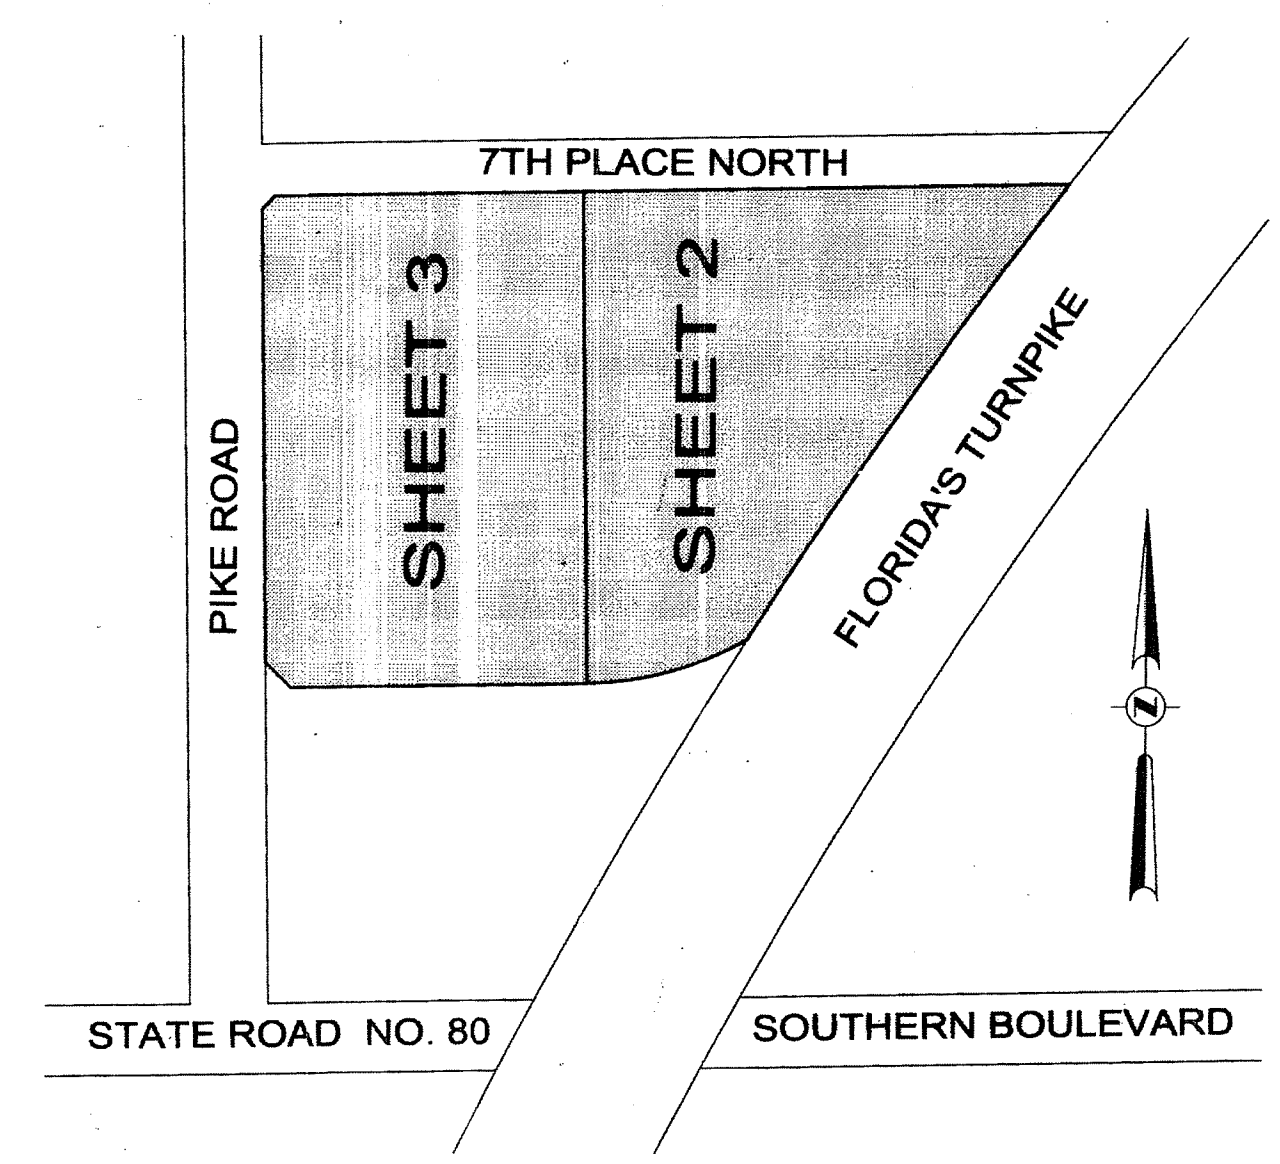 7TH PLACE NORTH
SHEET 3
SHEET 2
PIKE ROAD
FLORIDA'S TURNPIKE
N
STATE ROAD NO. 80
SOUTHERN BOULEVARD